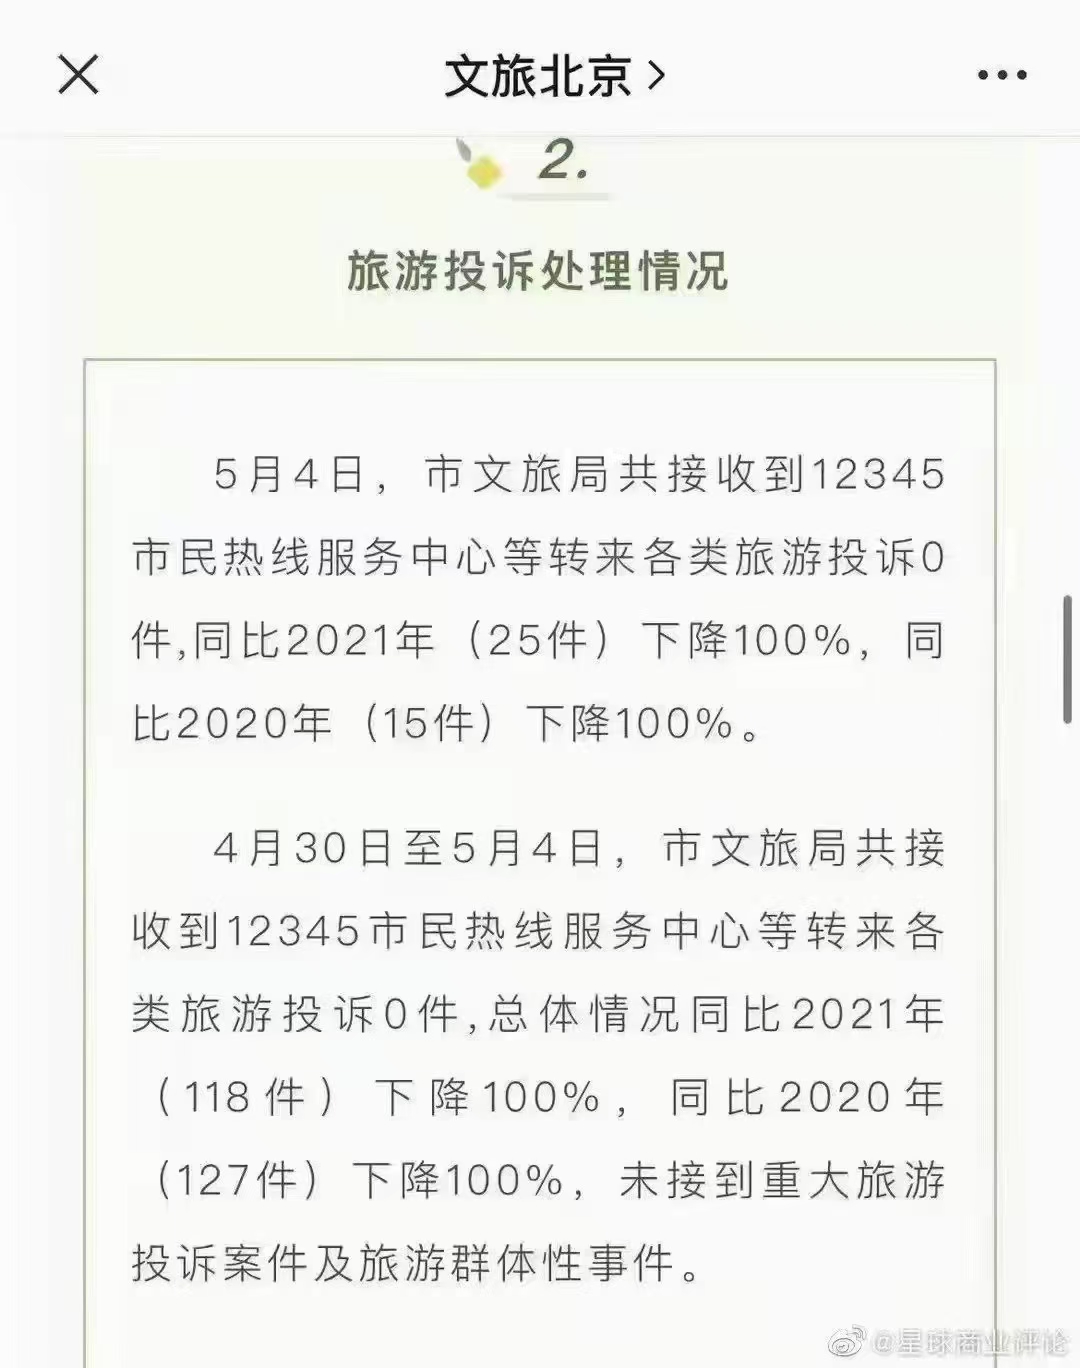 文旅北京
2.
旅游投诉处理情况
5月4日，市文旅局共接收到12345
市民热线服务中心等转来各类旅游投诉0
件,同比2021年（25件）下降100%，同
比2020年（15件）下降100%。
4月30日至5月4日，市文旅局共接
收到12345市民热线服务中心等转来各
类旅游投诉0件,总体情况同比2021年
（118件）下降100%，同比2020年
（127件）下降100%，未接到重大旅游
投诉案件及旅游群体性事件。
@星球商业评论